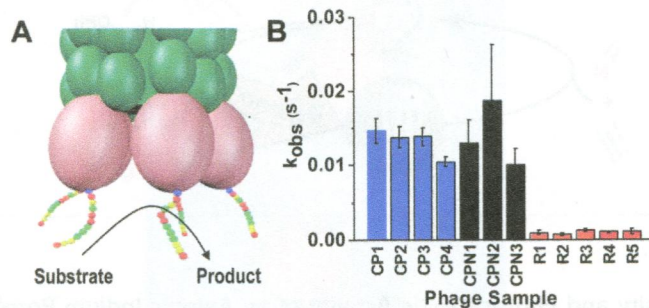 A
B
0.03
0.02
0.01
0.00
kobs (s-1)
CP1
CP2
CP3
CP4
CPN1
CPN2
CPN3
R1
R2
R3
R4
R5
Phage Sample
Substrate
Product